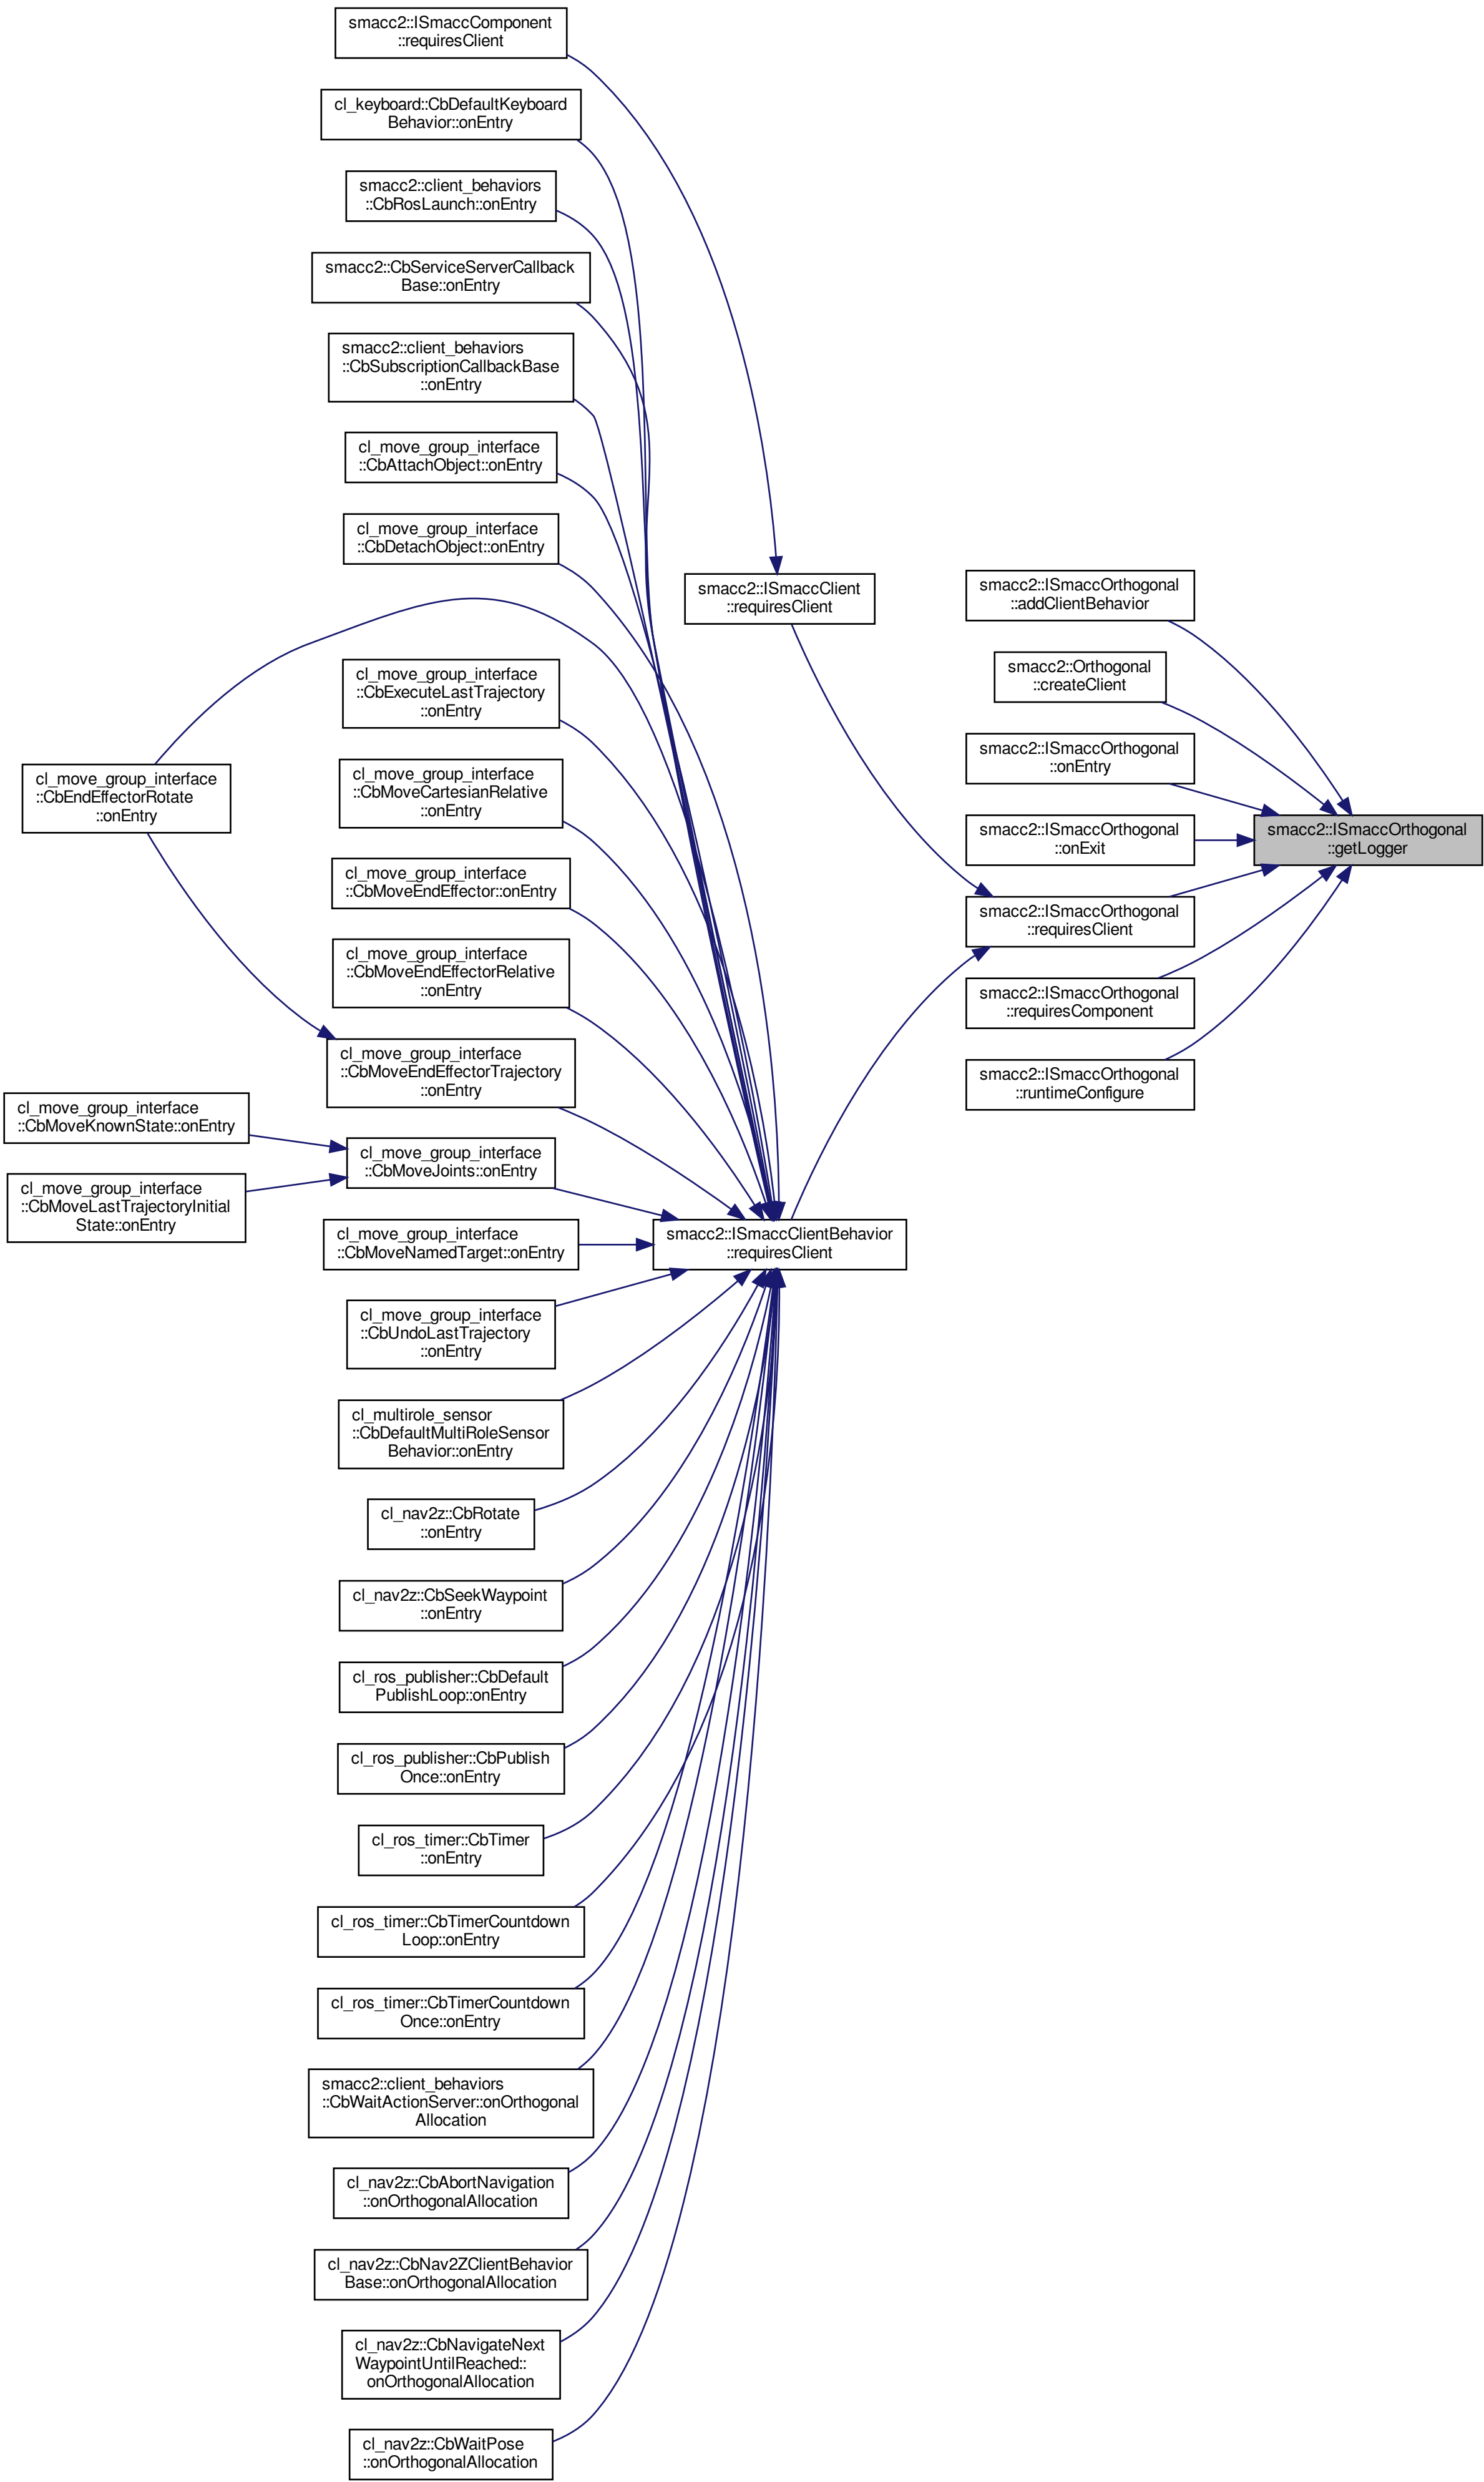 smacc2::ISmaccComponent
::requiresClient
cl_keyboard::CbDefaultKeyboard
Behavior::onEntry
smacc2::client_behaviors
::CbRosLaunch::onEntry
smacc2::CbServiceServerCallback
Base::onEntry
smacc2::client_behaviors
::CbSubscriptionCallbackBase
::onEntry
cl_move_group_interface
::CbAttachObject::onEntry
cl_move_group_interface
::CbDetachObject::onEntry
cl_move_group_interface
::CbExecuteLastTrajectory
::onEntry
cl_move_group_interface
::CbEndEffectorRotate
::onEntry
cl_move_group_interface
::CbMoveCartesianRelative
::onEntry
cl_move_group_interface
::CbMoveEndEffector::onEntry
cl_move_group_interface
::CbMoveEndEffectorRelative
::onEntry
cl_move_group_interface
::CbMoveEndEffectorTrajectory
::onEntry
cl_move_group_interface
::CbMoveKnownState::onEntry
cl_move_group_interface
::CbMoveJoints::onEntry
cl_move_group_interface
::CbMoveLastTrajectoryInitial
State::onEntry
cl_move_group_interface
::CbMoveNamedTarget::onEntry
cl_move_group_interface
::CbUndoLastTrajectory
::onEntry
cl_multirole_sensor
::CbDefaultMultiRoleSensor
Behavior::onEntry
cl_nav2z::CbRotate
::onEntry
cl_nav2z::CbSeekWaypoint
::onEntry
cl_ros_publisher::CbDefault
PublishLoop::onEntry
cl_ros_publisher::CbPublish
Once::onEntry
cl_ros_timer::CbTimer
::onEntry
cl_ros_timer::CbTimerCountdown
Loop::onEntry
cl_ros_timer::CbTimerCountdown
Once::onEntry
smacc2::client_behaviors
::CbWaitActionServer::onOrthogonal
Allocation
cl_nav2z::CbAbortNavigation
::onOrthogonalAllocation
cl_nav2z::CbNav2ZClientBehavior
Base::onOrthogonalAllocation
cl_nav2z::CbNavigateNext
WaypointUntilReached::
onOrthogonalAllocation
cl_nav2z::CbWaitPose
::onOrthogonalAllocation
smacc2::ISmaccClient
::requiresClient
smacc2::ISmaccClientBehavior
::requiresClient
smacc2::ISmaccOrthogonal
::addClientBehavior
smacc2::Orthogonal
::createClient
smacc2::ISmaccOrthogonal
::onEntry
smacc2::ISmaccOrthogonal
::onExit
smacc2::ISmaccOrthogonal
::requiresClient
smacc2::ISmaccOrthogonal
::requiresComponent
smacc2::ISmaccOrthogonal
::runtimeConfigure
smacc2::ISmaccOrthogonal
::getLogger